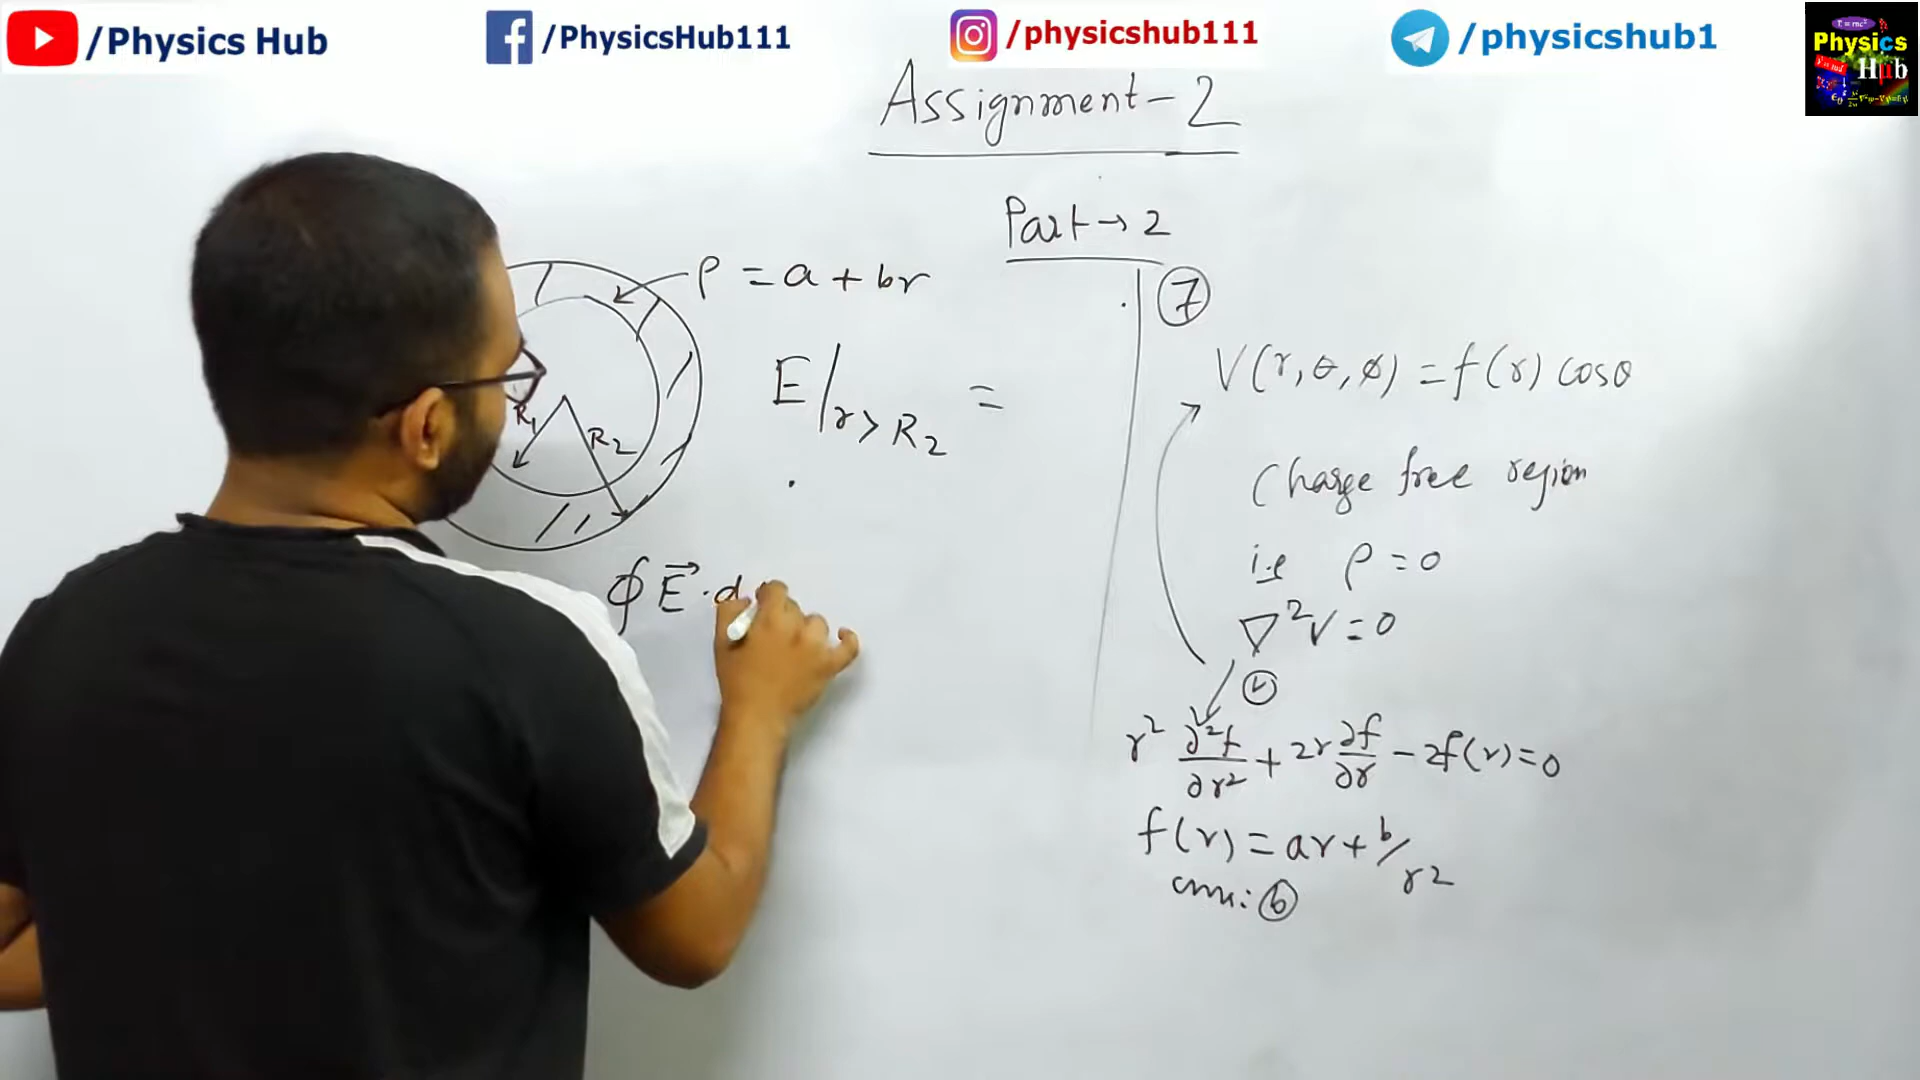 /Physics Hub
/PhysicsHub111
/physicshub111
/physicshub1
Physics
Hub
Assignment-2
Part→2
ρ = a + br
E|r>R2 =
R1
R2
∮E⃗·d
7
V(r,θ,φ) = f(r) cosθ
Charge free region
i.e ρ = 0
∇²V = 0
r² ∂²f/∂r² + 2r ∂f/∂r − 2f(r) = 0
f(r) = ar + b/r²
ans: b